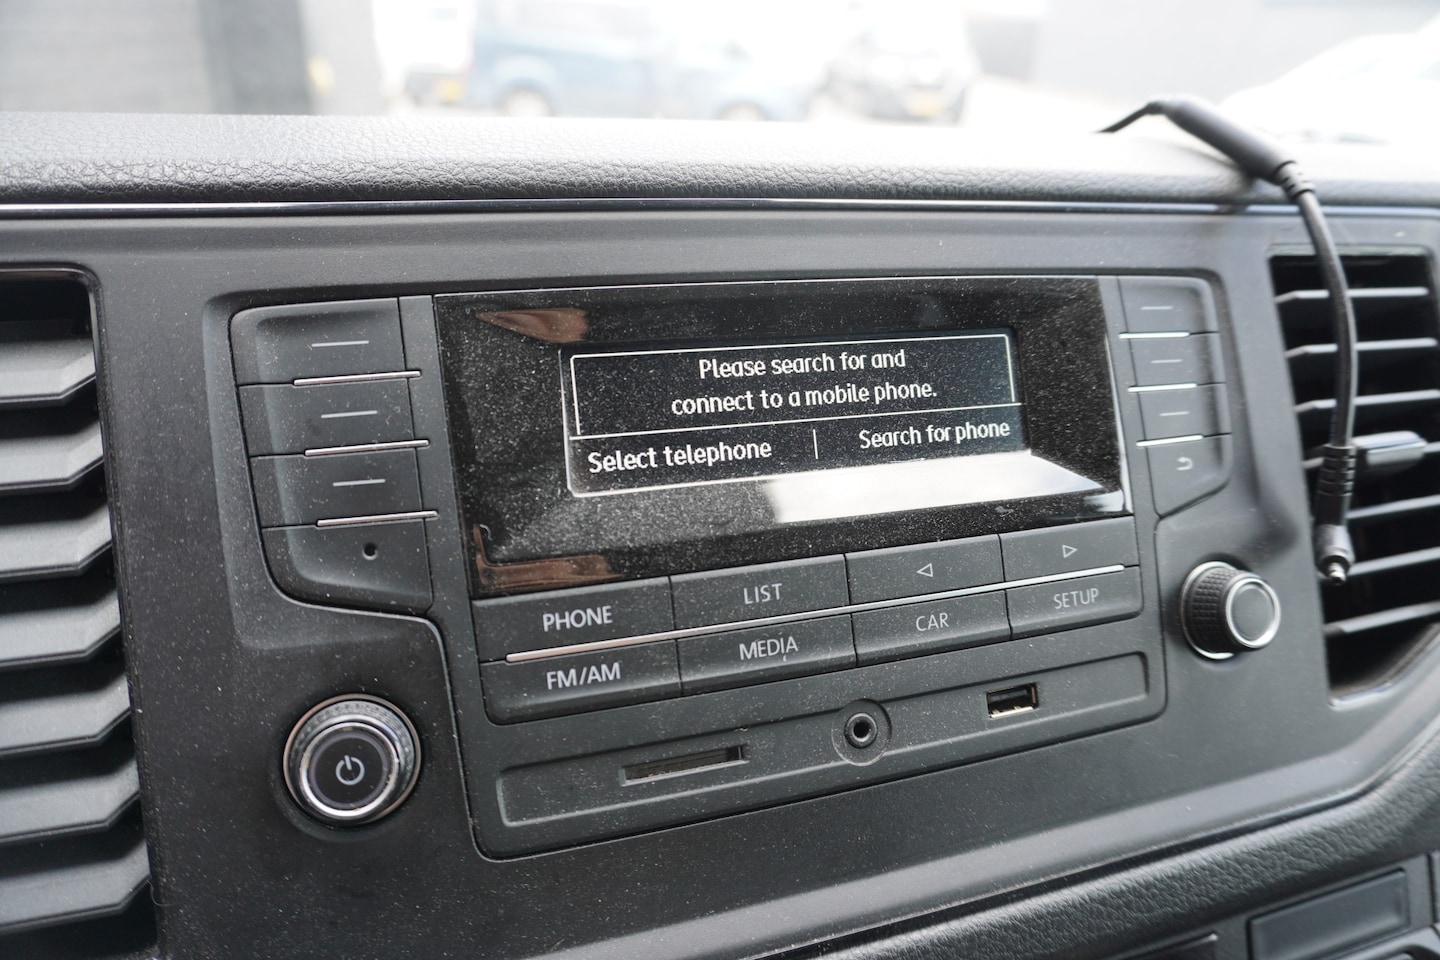 Please search for and
connect to a mobile phone.
Select telephone | Search for phone
PHONE LIST
FM/AM MEDIA CAR SETUP